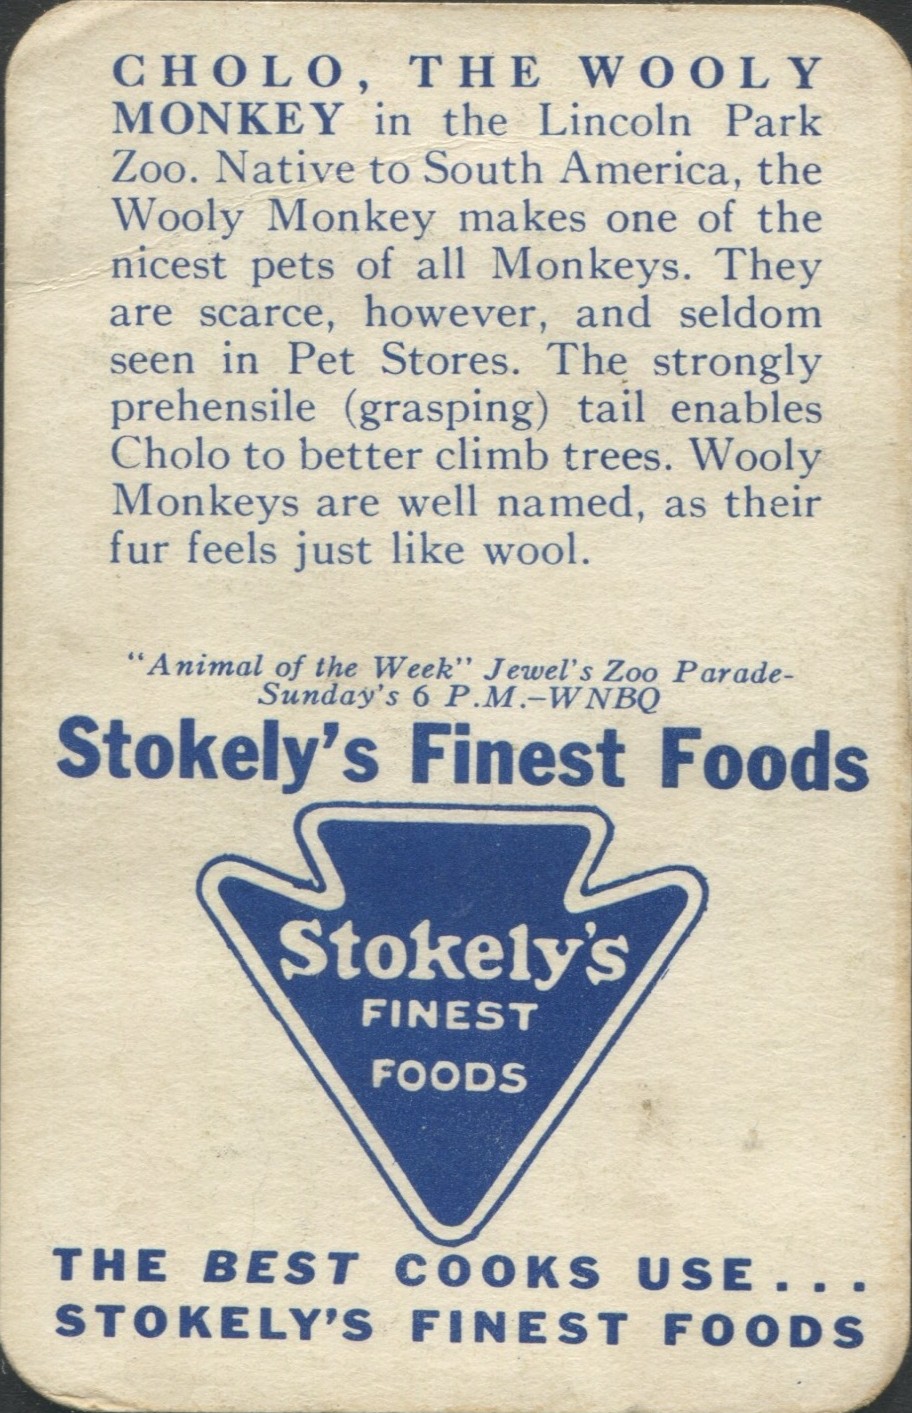 CHOLO, THE WOOLY
MONKEY in the Lincoln Park
Zoo. Native to South America, the
Wooly Monkey makes one of the
nicest pets of all Monkeys. They
are scarce, however, and seldom
seen in Pet Stores. The strongly
prehensile (grasping) tail enables
Cholo to better climb trees. Wooly
Monkeys are well named, as their
fur feels just like wool.
"Animal of the Week" Jewel's Zoo Parade-
Sunday's 6 P.M.–WNBQ
Stokely's Finest Foods
Stokely's
FINEST
FOODS
THE BEST COOKS USE...
STOKELY'S FINEST FOODS